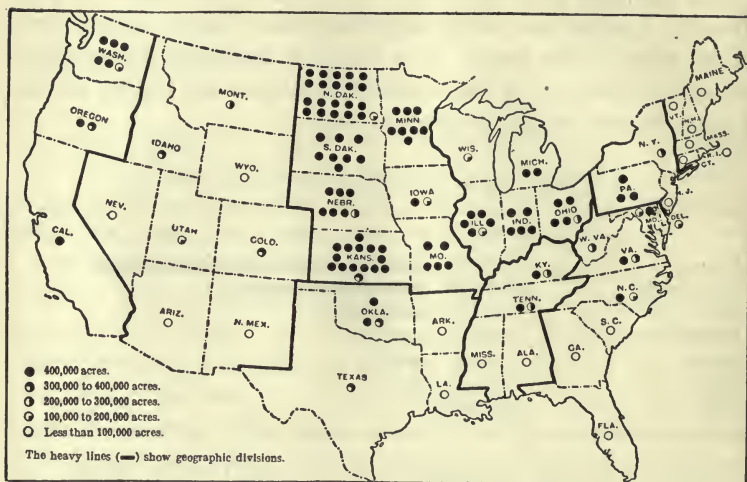 WASH.
MONT.
N. DAK.
MINN.
MAINE
OREGON
IDAHO
S. DAK.
WIS.
VT.
N.H.
MASS.
N. Y.
R. I.
CT.
WYO.
MICH.
NEBR.
IOWA
PA.
N. J.
NEV.
UTAH
COLO.
ILL.
IND.
OHIO
MD.
DEL.
CAL.
KANS.
MO.
W. VA.
VA.
KY.
ARIZ.
N. MEX.
OKLA.
ARK.
TENN.
N. C.
S. C.
MISS.
ALA.
GA.
TEXAS
LA.
FLA.
400,000 acres.
300,000 to 400,000 acres.
200,000 to 300,000 acres.
100,000 to 200,000 acres.
Less than 100,000 acres.
The heavy lines (▬) show geographic divisions.